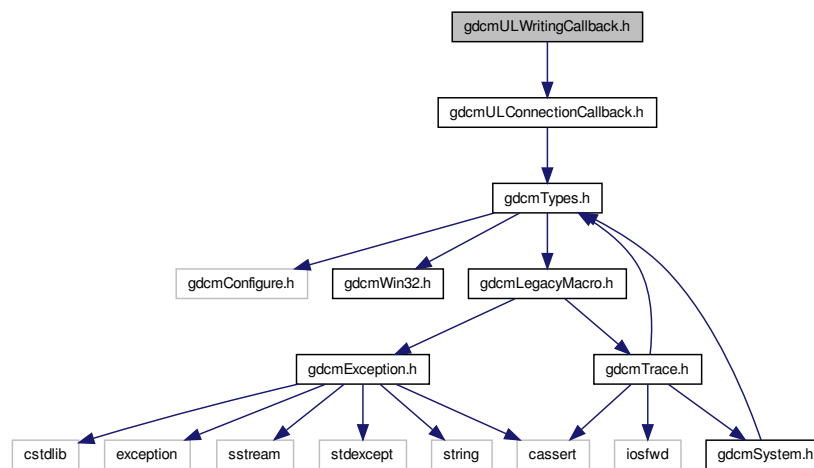 gdcmULWritingCallback.h
gdcmULConnectionCallback.h
gdcmTypes.h
gdcmConfigure.h
gdcmWin32.h
gdcmLegacyMacro.h
gdcmException.h
gdcmTrace.h
cstdlib
exception
sstream
stdexcept
string
cassert
iosfwd
gdcmSystem.h